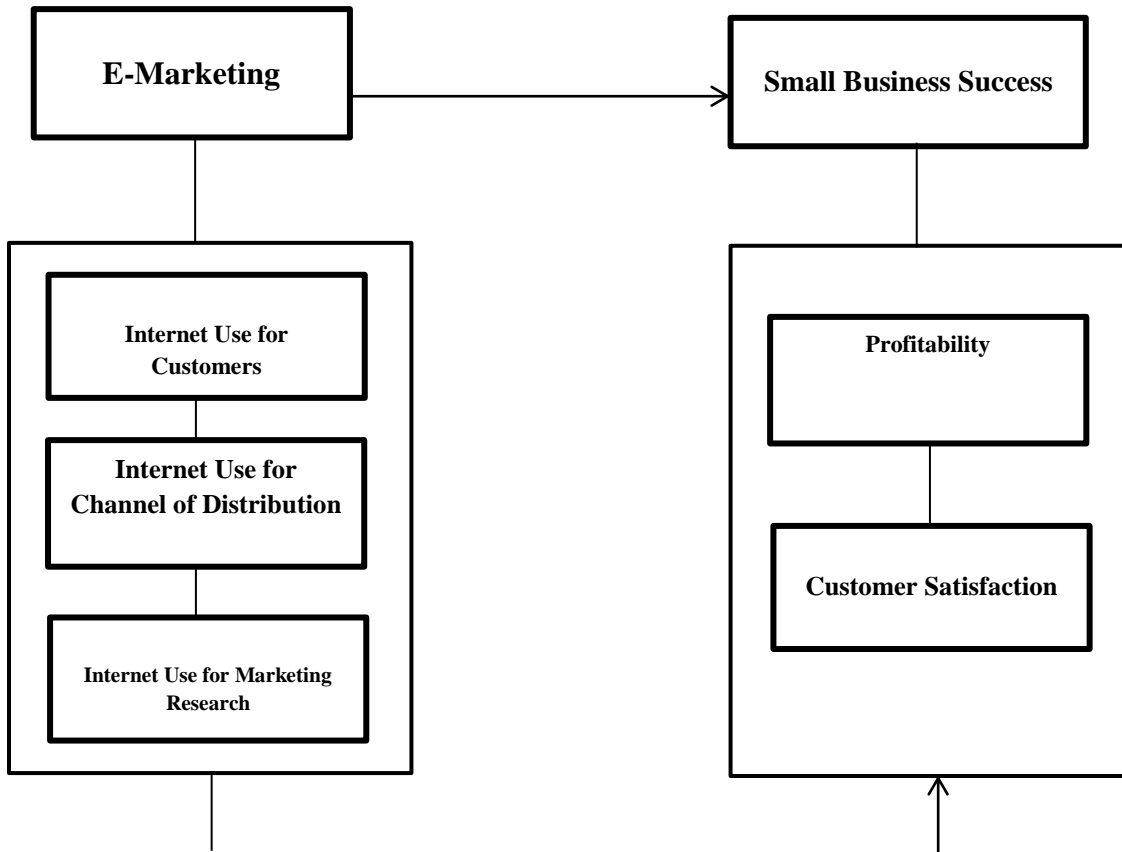 E-Marketing
Small Business Success
Internet Use for
Customers
Internet Use for
Channel of Distribution
Internet Use for Marketing
Research
Profitability
Customer Satisfaction